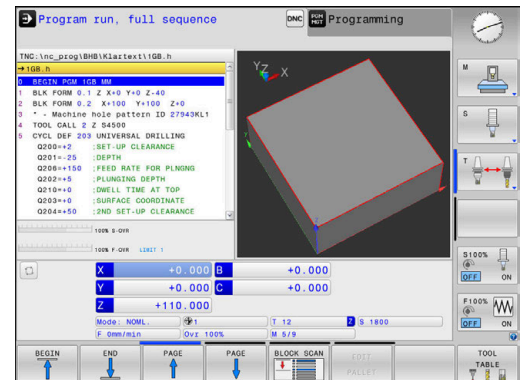 Program run, full sequence
DNC
PGM MGT
Programming
TNC:\nc_prog\BHB\Klartext\1GB.h
→1GB.h
0 BEGIN PGM 1GB MM
1 BLK FORM 0.1 Z X+0 Y+0 Z-40
2 BLK FORM 0.2 X+100 Y+100 Z+0
3 * - Machine hole pattern ID 27943KL1
4 TOOL CALL 2 Z S4500
5 CYCL DEF 203 UNIVERSAL DRILLING
Q200=+2 ;SET-UP CLEARANCE
Q201=-25 ;DEPTH
Q206=+150 ;FEED RATE FOR PLNGNG
Q202=+5 ;PLUNGING DEPTH
Q210=+0 ;DWELL TIME AT TOP
Q203=+0 ;SURFACE COORDINATE
Q204=+50 ;2ND SET-UP CLEARANCE
100% S-OVR
100% F-OVR LIMIT 1
Y Z X
M
S
T
S100%
OFF ON
F100%
OFF ON
X +0.000 B +0.000
Y +0.000 C +0.000
Z +110.000
Mode: NOML. 1 T 12 Z S 1800
F 0mm/min Ovr 100% M 5/9
BEGIN
END
PAGE
PAGE
BLOCK SCAN
EDIT PALLET
TOOL TABLE